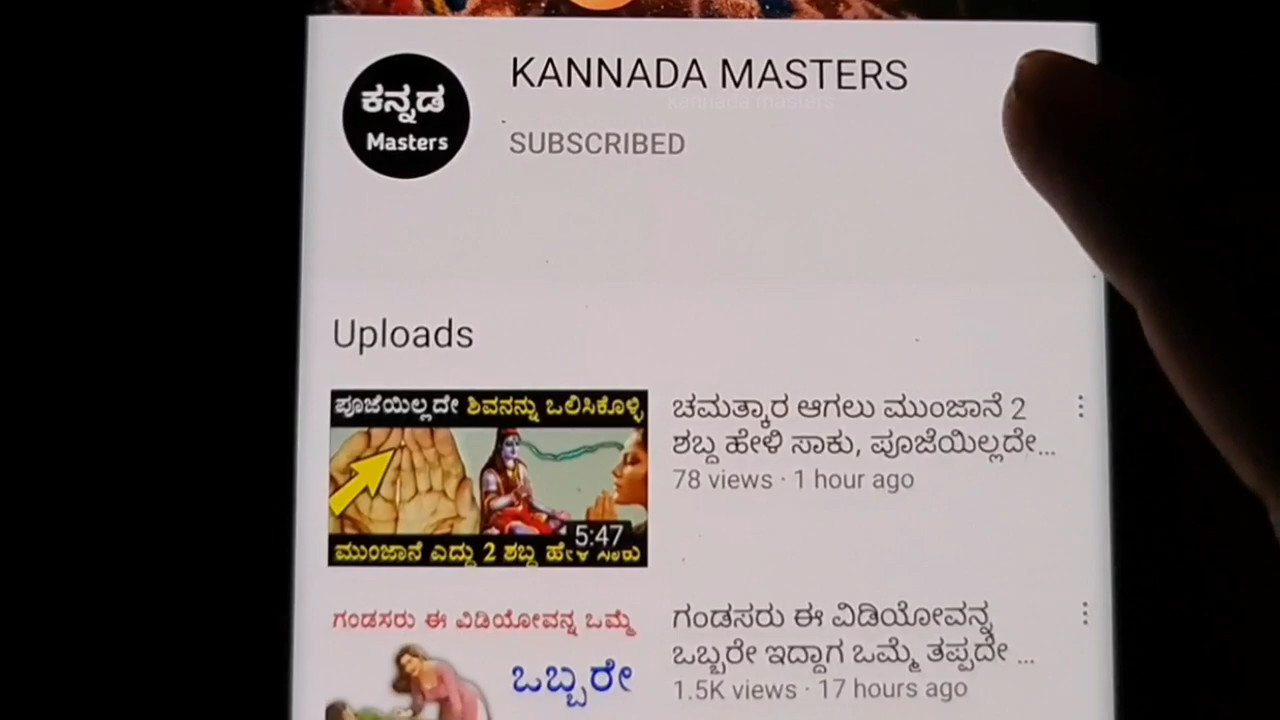 ಕನ್ನಡ
Masters
KANNADA MASTERS
kannada masters
SUBSCRIBED
Uploads
ಪೂಜೆಯಿಲ್ಲದೇ ಶಿವನನ್ನು ಒಲಿಸಿಕೊಳ್ಳಿ
5:47
ಮುಂಜಾನೆ ಎದ್ದು 2 ಶಬ್ದ ಹೇಳಿ ಸಾಕು
ಚಮತ್ಕಾರ ಆಗಲು ಮುಂಜಾನೆ 2
ಶಬ್ದ ಹೇಳಿ ಸಾಕು, ಪೂಜೆಯಿಲ್ಲದೇ...
78 views · 1 hour ago
ಗಂಡಸರು ಈ ವಿಡಿಯೋವನ್ನ ಒಮ್ಮೆ
ಒಬ್ಬರೇ
ಗಂಡಸರು ಈ ವಿಡಿಯೋವನ್ನ
ಒಬ್ಬರೇ ಇದ್ದಾಗ ಒಮ್ಮೆ ತಪ್ಪದೇ ...
1.5K views · 17 hours ago